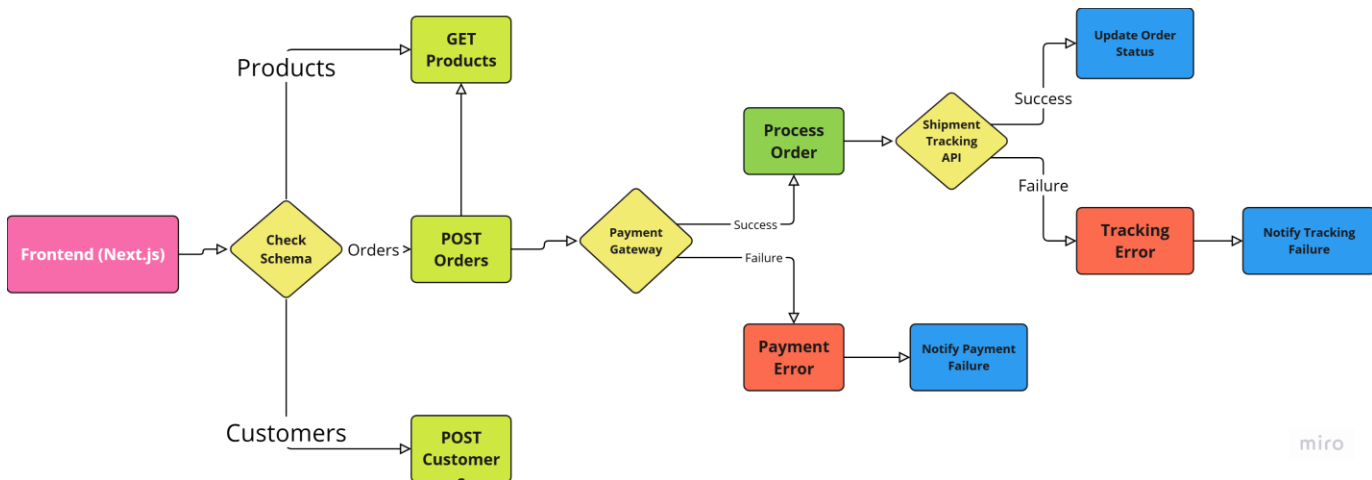 GET
Products
Products
Update Order
Status
Success
Shipment
Tracking
API
Process
Order
Failure
Frontend (Next.js)
Check
Schema
Orders
POST
Orders
Payment
Gateway
Success
Failure
Tracking
Error
Notify Tracking
Failure
Payment
Error
Notify Payment
Failure
Customers
POST
Customer
miro